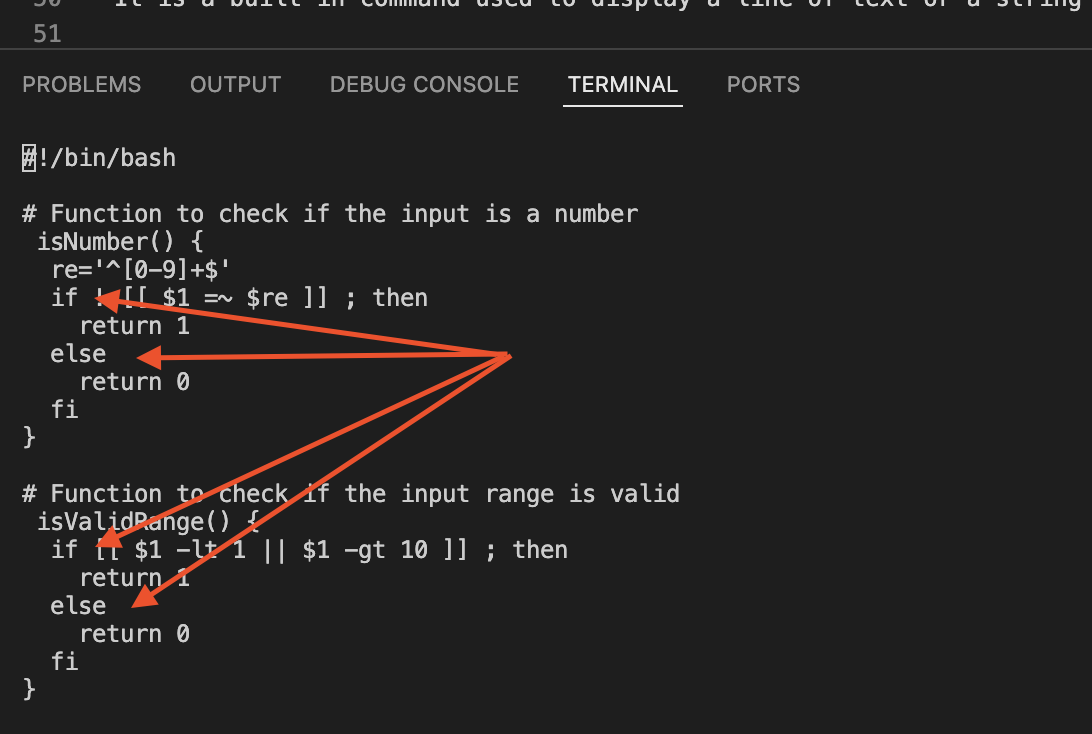 50 It is a built in command used to display a line of text or a string
51
PROBLEMS OUTPUT DEBUG CONSOLE TERMINAL PORTS
#!/bin/bash
# Function to check if the input is a number
isNumber() {
re='^[0-9]+$'
if ! [[ $1 =~ $re ]] ; then
return 1
else
return 0
fi
}
# Function to check if the input range is valid
isValidRange() {
if [[ $1 -lt 1 || $1 -gt 10 ]] ; then
return 1
else
return 0
fi
}